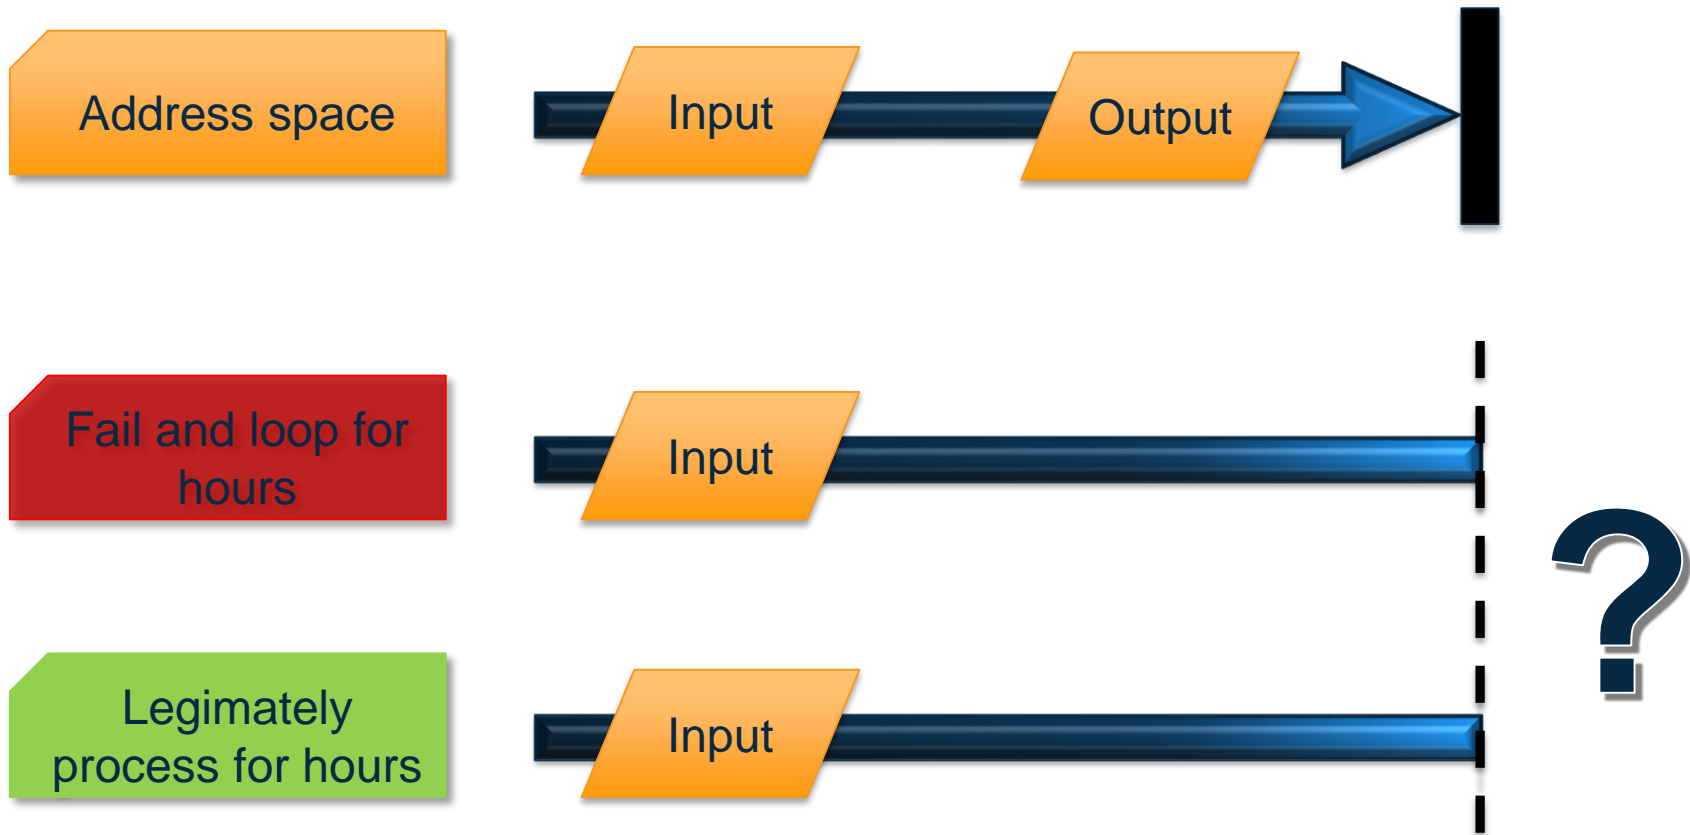 Address space
Input
Output
Fail and loop for
hours
Input
Legimately
process for hours
Input
?